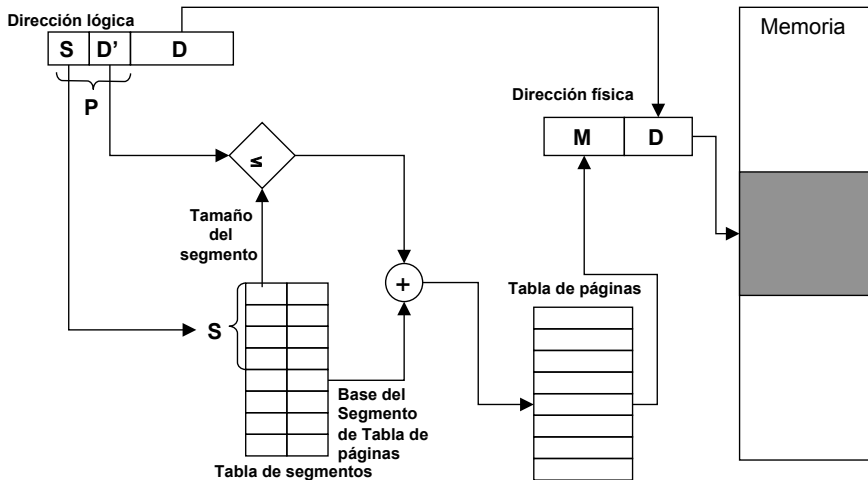 Dirección lógica
S D' D
P
≤
Tamaño
del
segmento
S
+
Base del
Segmento
de Tabla de
páginas
Tabla de segmentos
Dirección física
M D
Tabla de páginas
Memoria